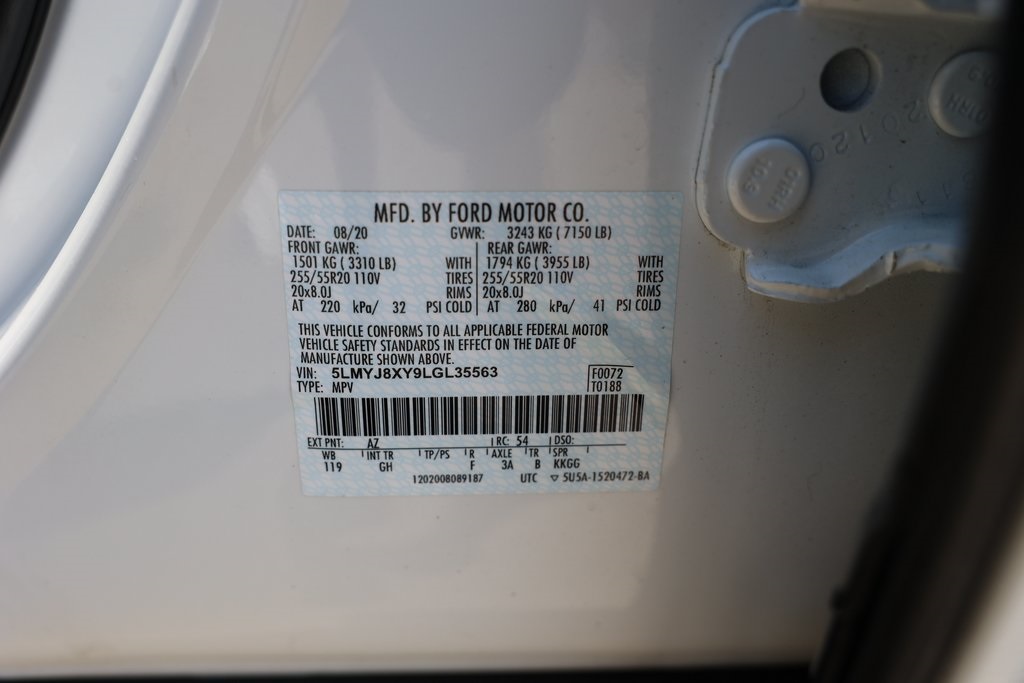 MFD. BY FORD MOTOR CO.
DATE: 08/20 GVWR: 3243 KG ( 7150 LB)
FRONT GAWR: REAR GAWR:
1501 KG ( 3310 LB) WITH 1794 KG ( 3955 LB) WITH
255/55R20 110V TIRES 255/55R20 110V TIRES
20x8.0J RIMS 20x8.0J RIMS
AT 220 kPa/ 32 PSI COLD AT 280 kPa/ 41 PSI COLD
THIS VEHICLE CONFORMS TO ALL APPLICABLE FEDERAL MOTOR
VEHICLE SAFETY STANDARDS IN EFFECT ON THE DATE OF
MANUFACTURE SHOWN ABOVE.
VIN: 5LMYJ8XY9LGL35563 F0072
TYPE: MPV T0188
EXT PNT: AZ RC: 54 DSO:
WB INT TR TP/PS R AXLE TR SPR
119 GH F 3A B KKGG
1202008089187 UTC ▽ 5U5A-1520472-BA
OTRH
10.9
20120